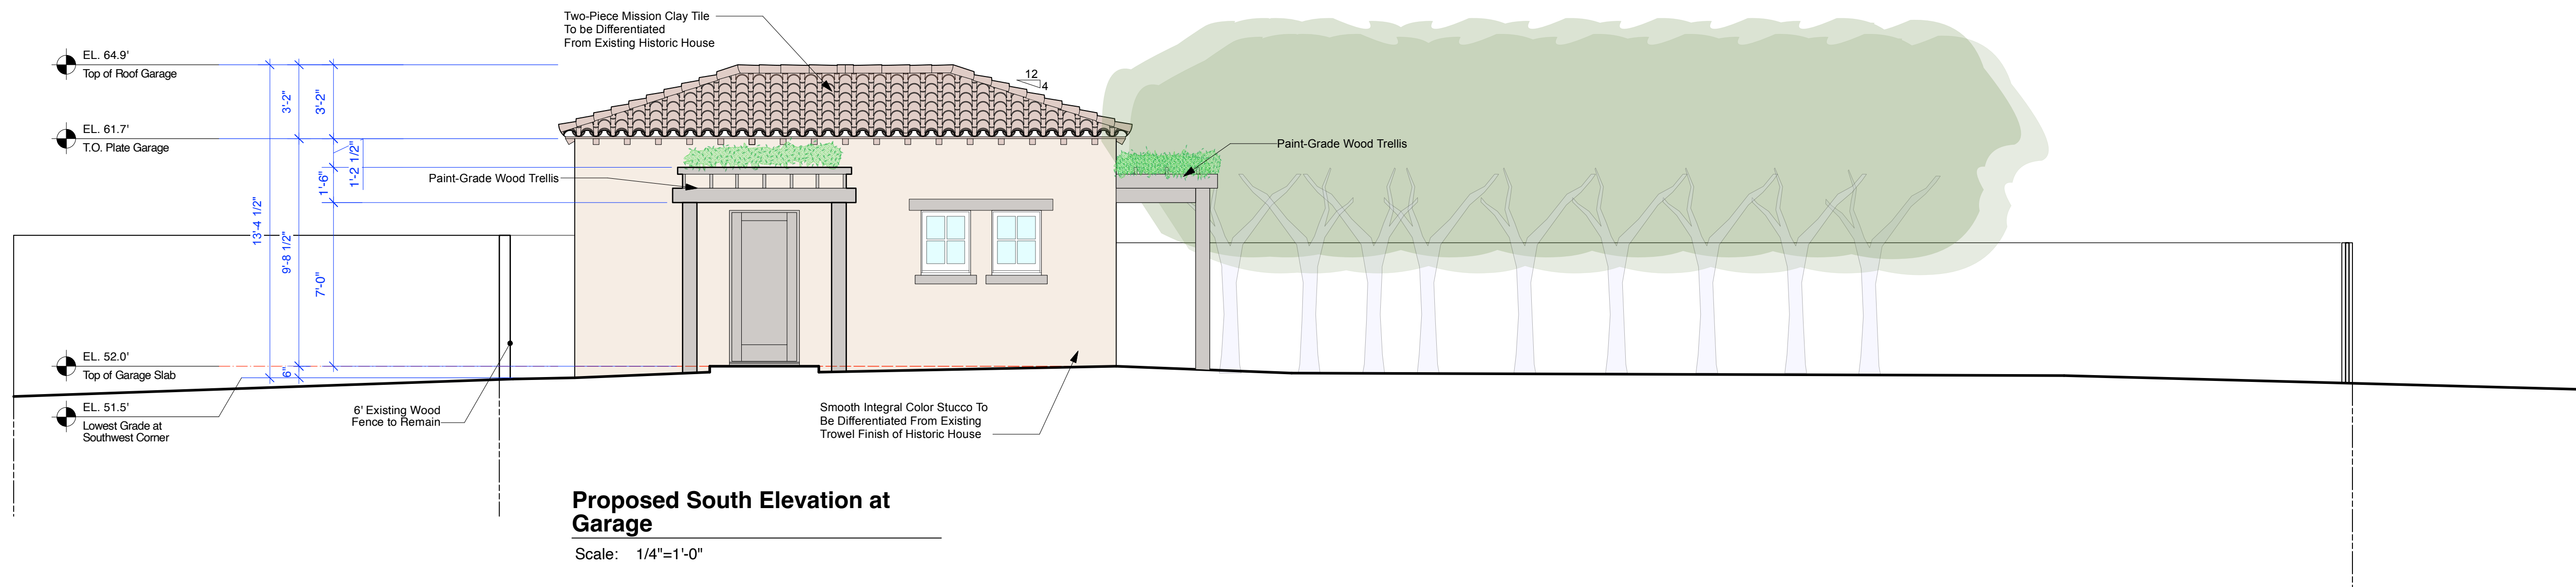 Two-Piece Mission Clay Tile
To be Differentiated
From Existing Historic House
EL. 64.9'
Top of Roof Garage
12
4
3'-2"
3'-2"
EL. 61.7'
T.O. Plate Garage
Paint-Grade Wood Trellis
1'-2 1/2"
1'-6"
Paint-Grade Wood Trellis
13'-4 1/2"
9'-8 1/2"
7'-0"
EL. 52.0'
Top of Garage Slab
6"
EL. 51.5'
Lowest Grade at
Southwest Corner
6' Existing Wood
Fence to Remain
Smooth Integral Color Stucco To
Be Differentiated From Existing
Trowel Finish of Historic House
Proposed South Elevation at
Garage
Scale: 1/4"=1'-0"